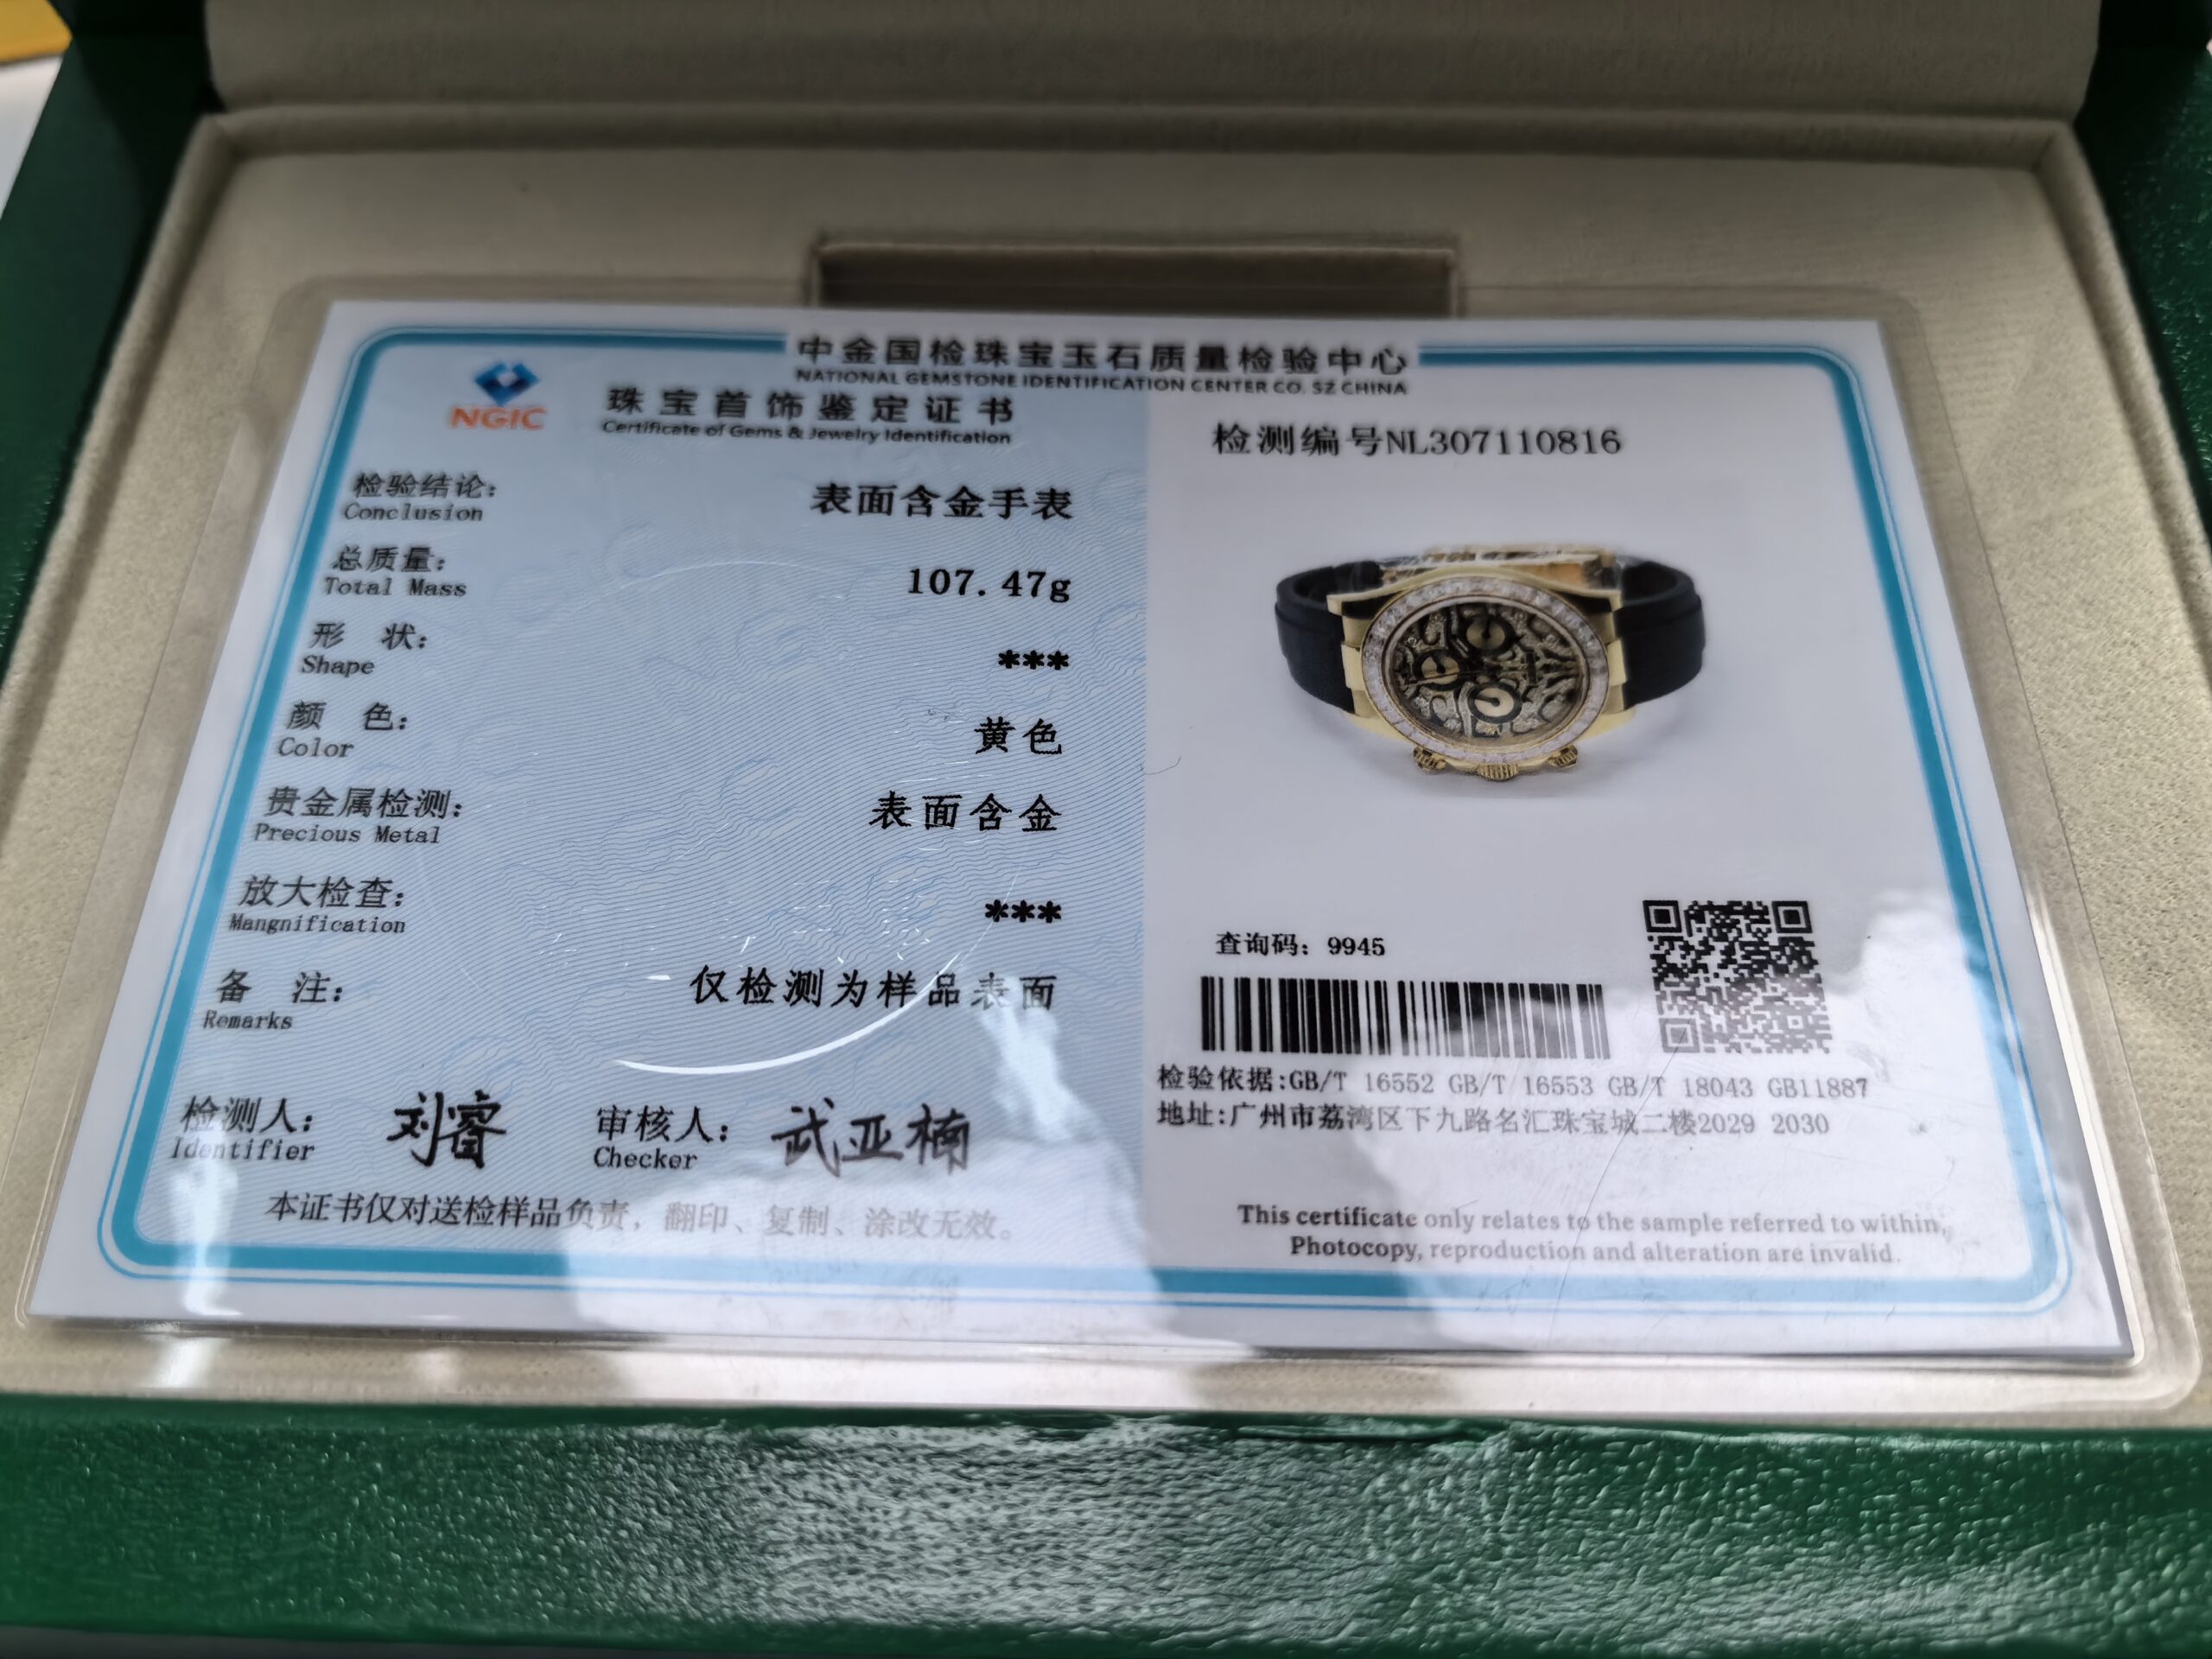 中金国检珠宝玉石质量检验中心
NATIONAL GEMSTONE IDENTIFICATION CENTER CO. SZ CHINA
NGIC
珠宝首饰鉴定证书
Certificate of Gems & Jewelry Identification
检验结论: 表面含金手表
Conclusion
总质量: 107.47g
Total Mass
形 状: ***
Shape
颜 色: 黄色
Color
贵金属检测: 表面含金
Precious Metal
放大检查: ***
Mangnification
备 注: 仅检测为样品表面
Remarks
检测人: 刘睿 审核人: 武亚楠
Identifier Checker
本证书仅对送检样品负责，翻印、复制、涂改无效。
检测编号NL307110816
查询码: 9945
检验依据:GB/T 16552 GB/T 16553 GB/T 18043 GB11887
地址:广州市荔湾区下九路名汇珠宝城二楼2029 2030
This certificate only relates to the sample referred to within,
Photocopy, reproduction and alteration are invalid.